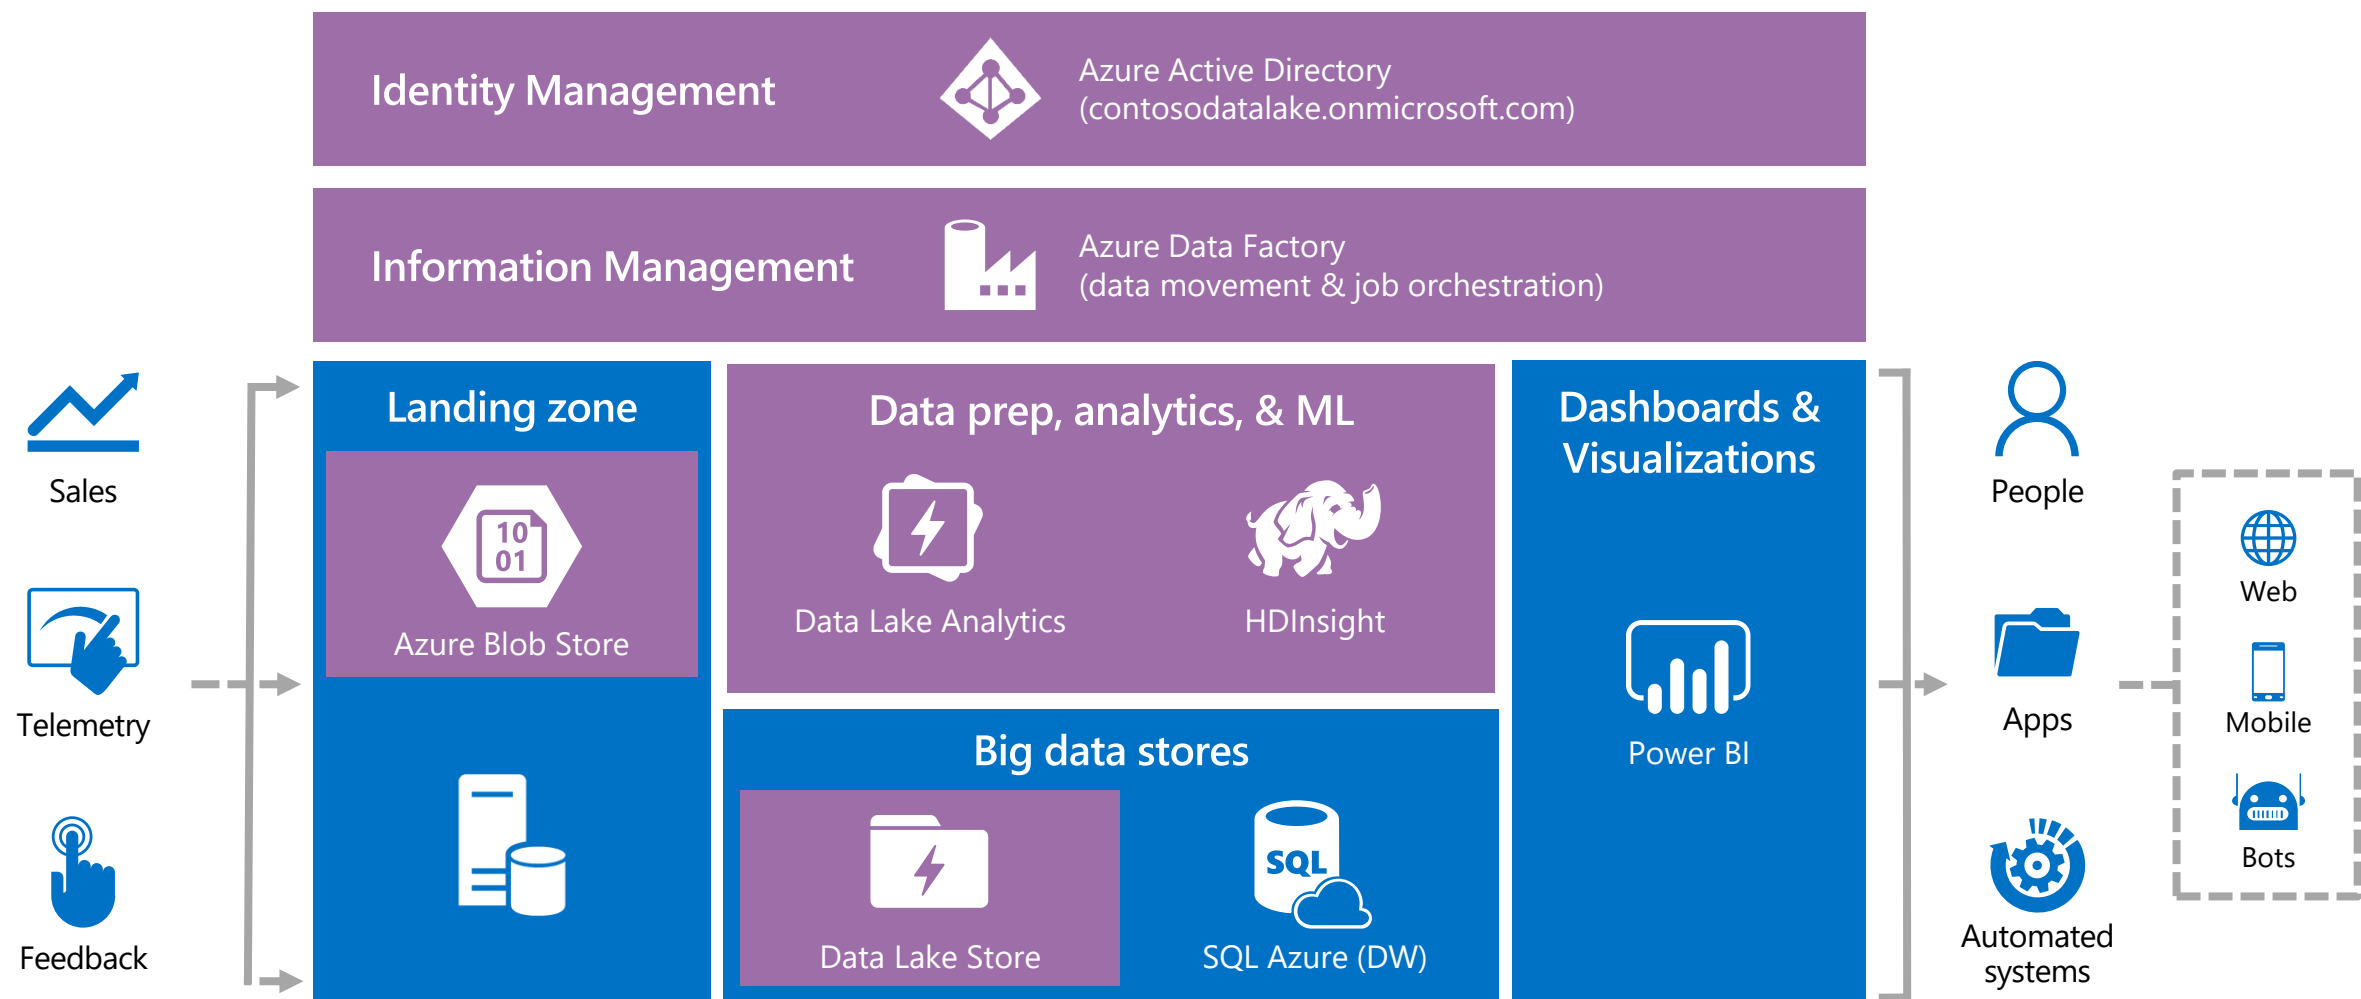 Identity Management
Azure Active Directory
(contosodatalake.onmicrosoft.com)
Information Management
Azure Data Factory
(data movement & job orchestration)
Sales
Telemetry
Feedback
Landing zone
10
01
Azure Blob Store
Data prep, analytics, & ML
Data Lake Analytics
HDInsight
Big data stores
Data Lake Store
SQL
SQL Azure (DW)
Dashboards &
Visualizations
Power BI
People
Apps
Automated
systems
Web
Mobile
Bots